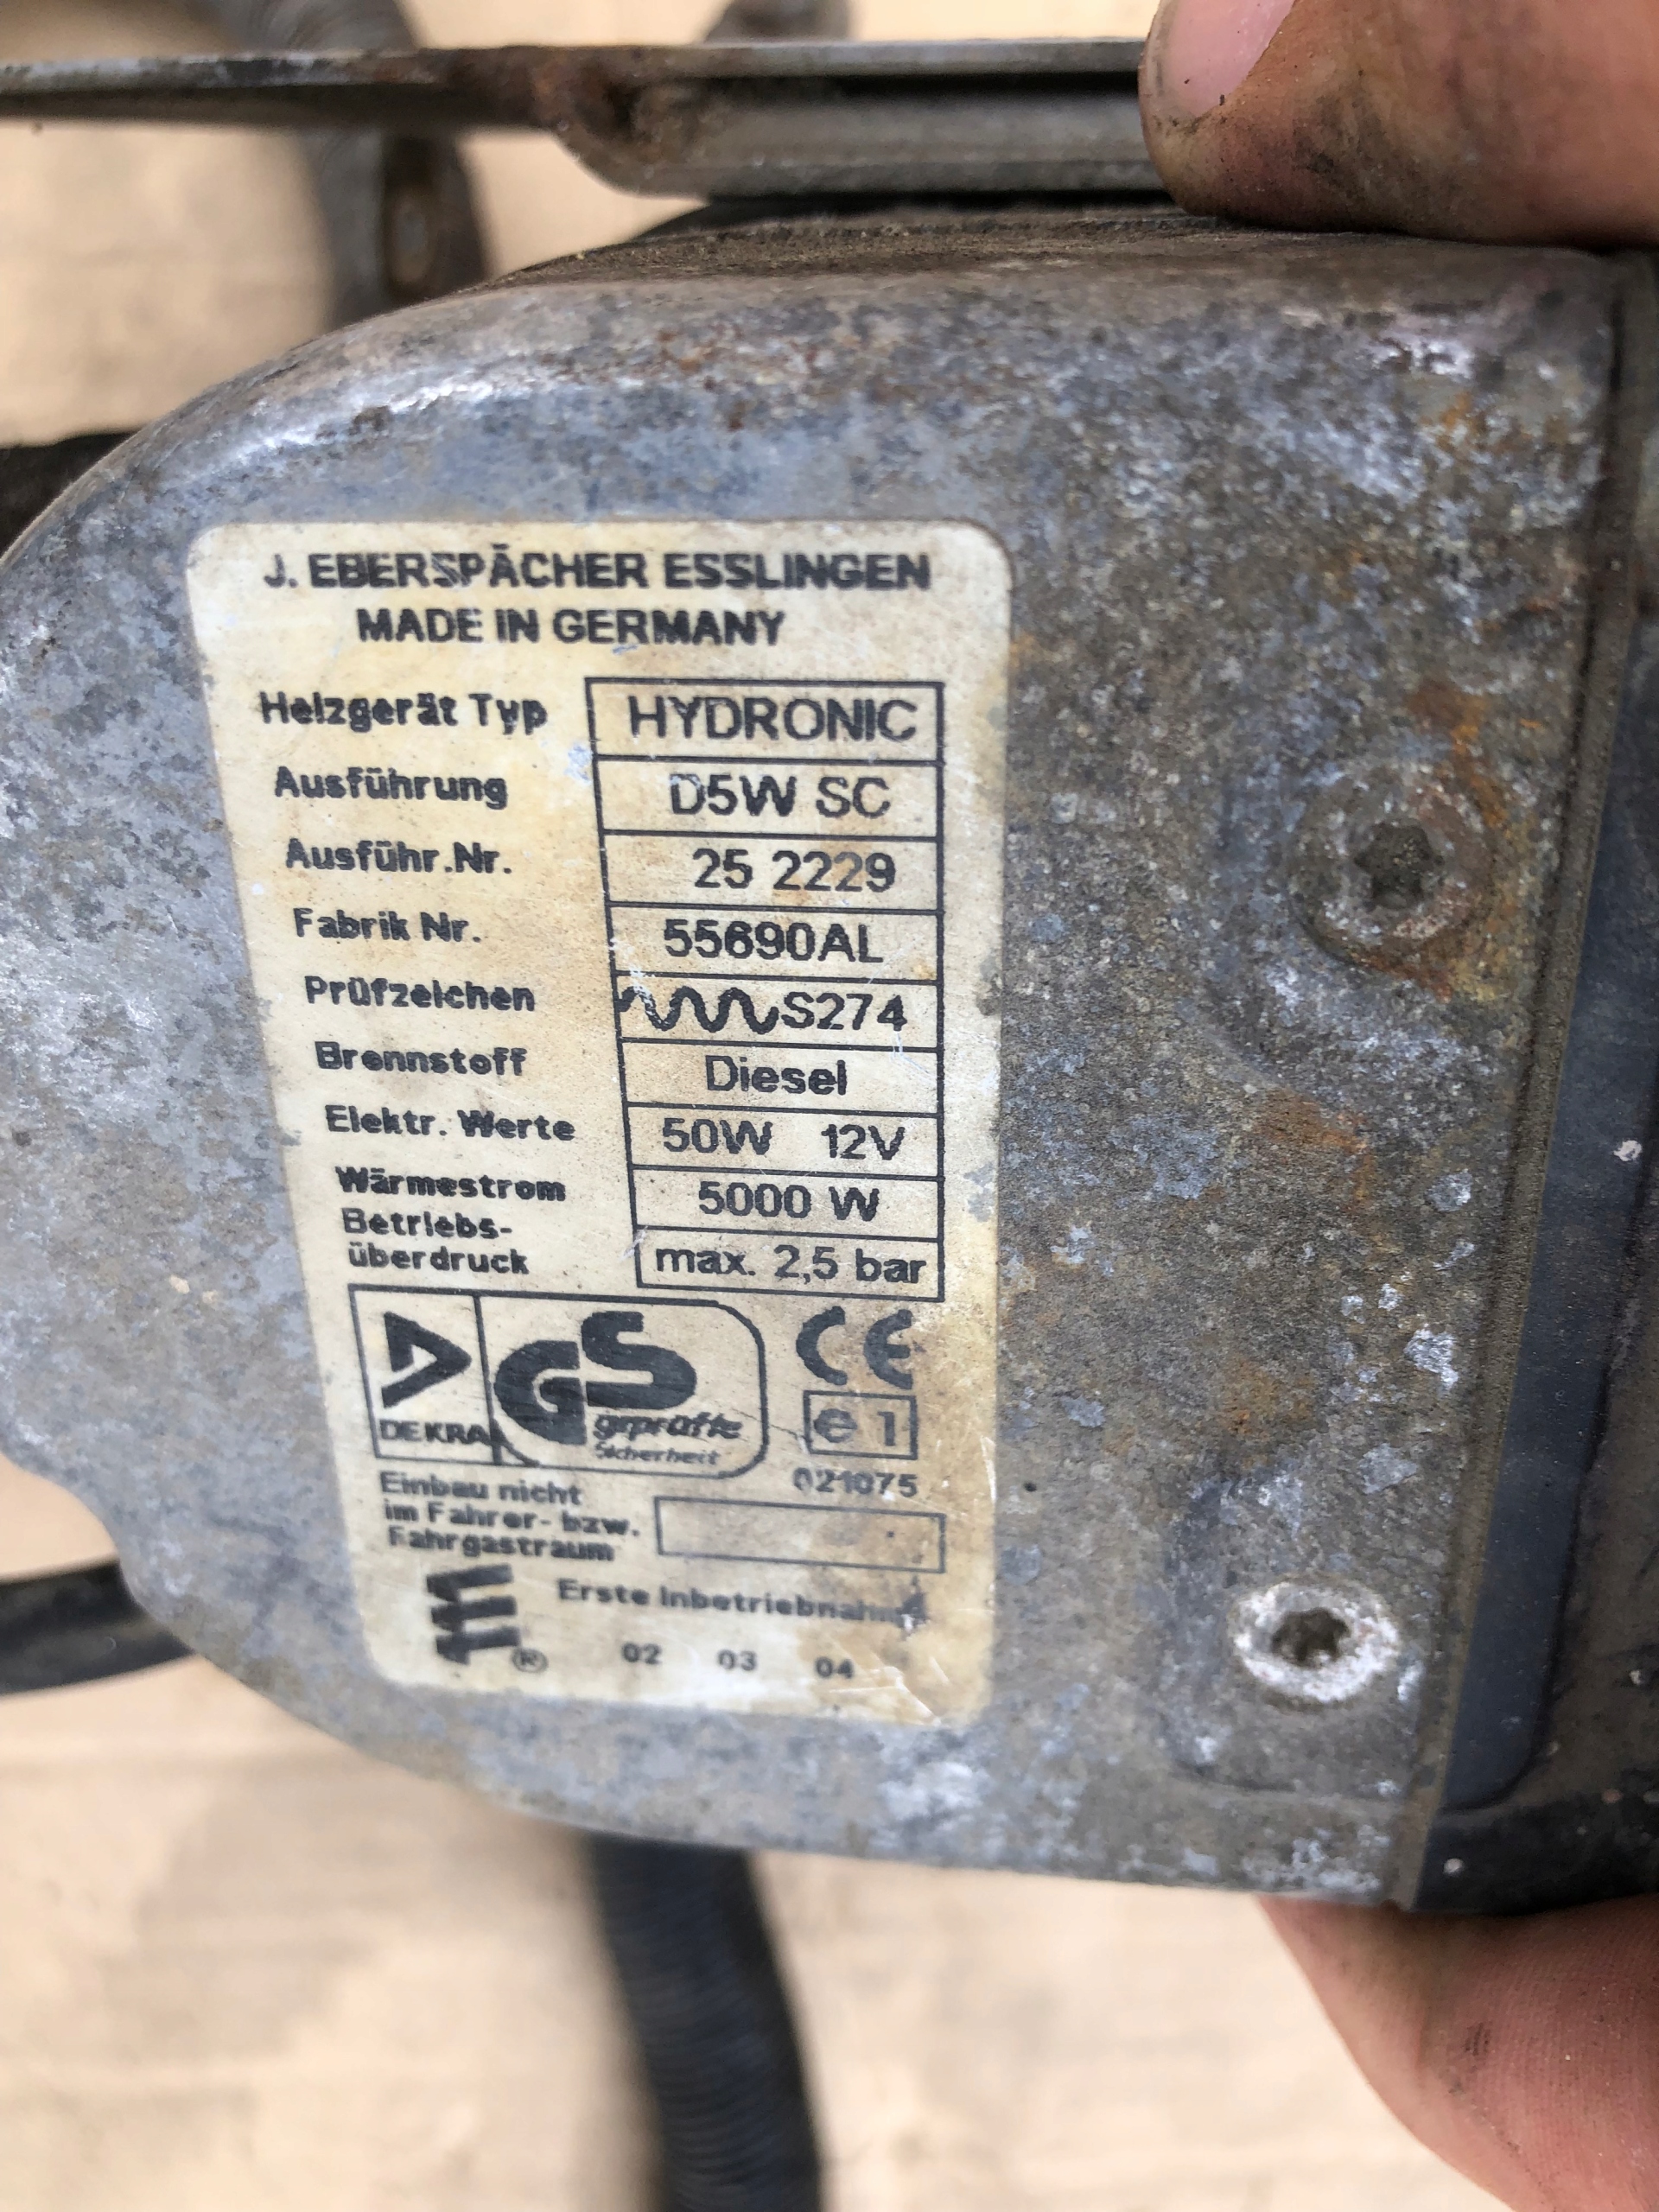 J. EBERSPÄCHER ESSLINGEN
MADE IN GERMANY
Heizgerät Typ HYDRONIC
Ausführung D5W SC
Ausführ.Nr. 25 2229
Fabrik Nr. 55690AL
Prüfzeichen S274
Brennstoff Diesel
Elektr. Werte 50W 12V
Wärmestrom 5000 W
Betriebs-
überdruck max. 2,5 bar
DEKRA GS geprüfte Sicherheit CE
e1
021075
Einbau nicht
im Fahrer- bzw.
Fahrgastraum
Erste Inbetriebnahme
® 02 03 04